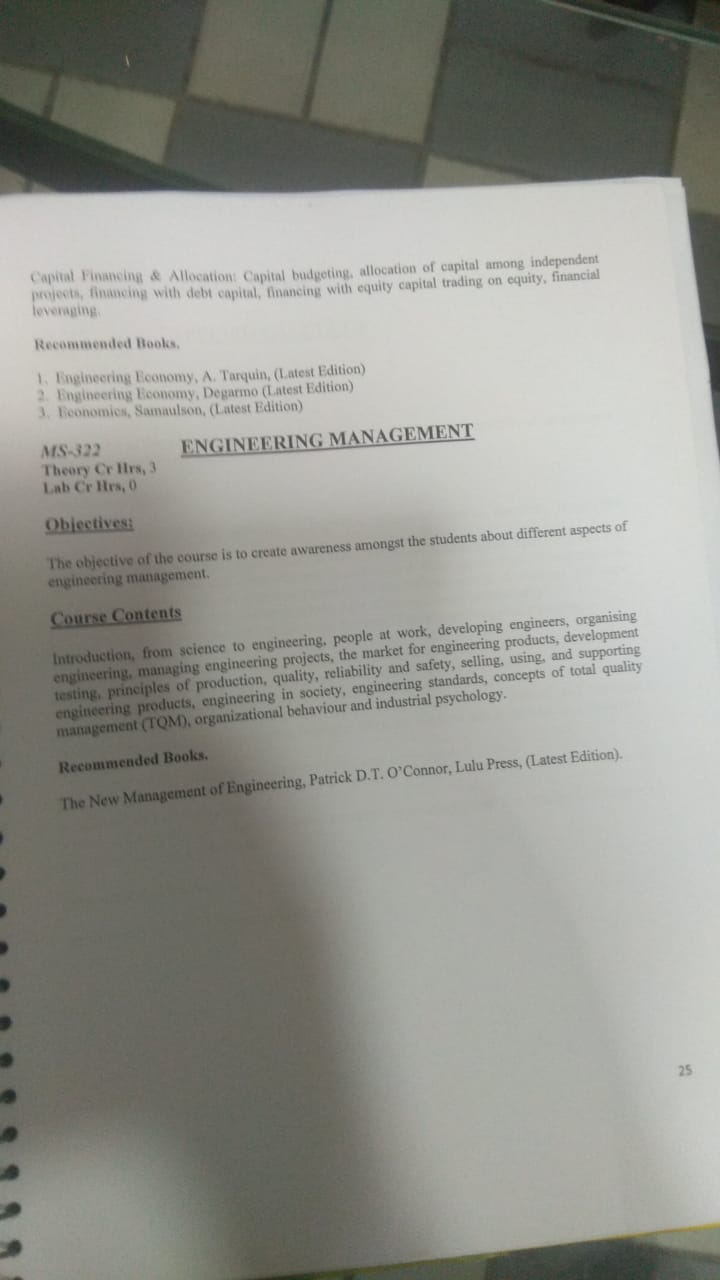 Capital Financing & Allocation: Capital budgeting, allocation of capital among independent
projects, financing with debt capital, financing with equity capital trading on equity, financial
leveraging.
Recommended Books.
1. Engineering Economy, A. Tarquin, (Latest Edition)
2. Engineering Economy, Degarmo (Latest Edition)
3. Economics, Samaulson, (Latest Edition)
MS-322 ENGINEERING MANAGEMENT
Theory Cr Hrs, 3
Lab Cr Hrs, 0
Objectives:
The objective of the course is to create awareness amongst the students about different aspects of
engineering management.
Course Contents
Introduction, from science to engineering, people at work, developing engineers, organising
engineering, managing engineering projects, the market for engineering products, development
testing, principles of production, quality, reliability and safety, selling, using, and supporting
engineering products, engineering in society, engineering standards, concepts of total quality
management (TQM), organizational behaviour and industrial psychology.
Recommended Books.
The New Management of Engineering, Patrick D.T. O'Connor, Lulu Press, (Latest Edition).
25